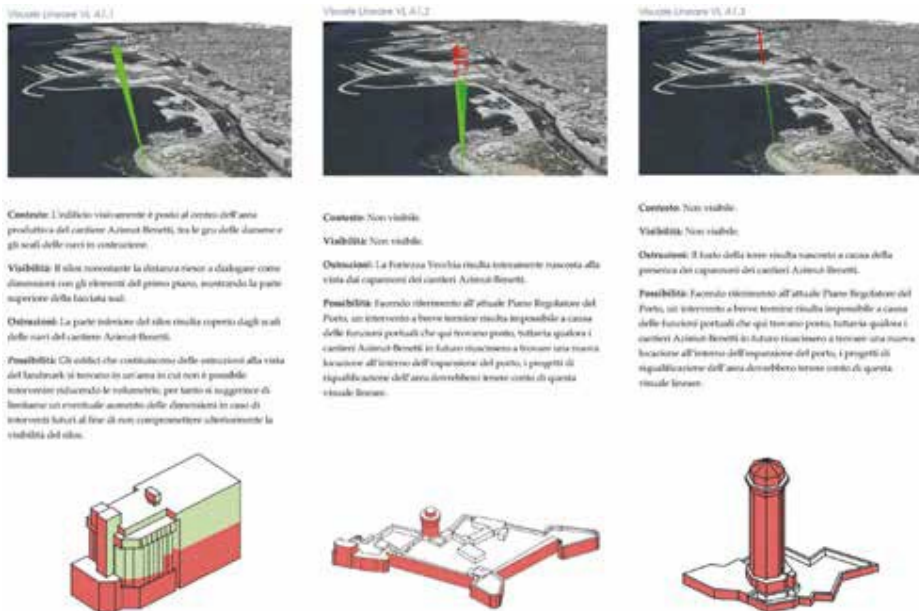 Visuale Lineare VL A1.1
Contesto: L'edificio visivamente è posto al centro dell'area
produttiva del cantiere Azimut-Benetti, tra le gru delle darsene e
gli scali delle navi in costruzione.
Visibilità: Il silos nonostante la distanza riesce a dialogare come
dimensioni con gli elementi del primo piano, mostrando la parte
superiore della facciata sud.
Ostruzioni: La parte inferiore del silos risulta coperto dagli scali
delle navi del cantiere Azimut-Benetti.
Possibilità: Gli edifici che costituiscono delle ostruzioni alla vista
del landmark si trovano in un'area in cui non è possibile
intervenire riducendo le volumetrie, per tanto si suggerisce di
limitarne un eventuale aumento delle dimensioni in caso di
interventi futuri al fine di non compromettere ulteriormente la
visibilità del silos.
Visuale Lineare VL A1.2
Contesto: Non visibile.
Visibilità: Non visibile.
Ostruzioni: La Fortezza Vecchia risulta interamente nascosta alla
vista dai capannoni dei cantieri Azimut-Benetti.
Possibilità: Facendo riferimento all'attuale Piano Regolatore del
Porto, un intervento a breve termine risulta impossibile a causa
delle funzioni portuali che qui trovano posto, tuttavia qualora i
cantieri Azimut-Benetti in futuro riuscissero a trovare una nuova
locazione all'interno dell'espansione del porto, i progetti di
riqualificazione dell'area dovrebbero tenere conto di questa
visuale lineare.
Visuale Lineare VL A1.3
Contesto: Non visibile.
Visibilità: Non visibile.
Ostruzioni: Il fusto della torre risulta nascosto a causa della
presenza dei capannoni dei cantieri Azimut-Benetti.
Possibilità: Facendo riferimento all'attuale Piano Regolatore del
Porto, un intervento a breve termine risulta impossibile a causa
delle funzioni portuali che qui trovano posto, tuttavia qualora i
cantieri Azimut-Benetti in futuro riuscissero a trovare una nuova
locazione all'interno dell'espansione del porto, i progetti di
riqualificazione dell'area dovrebbero tenere conto di questa
visuale lineare.